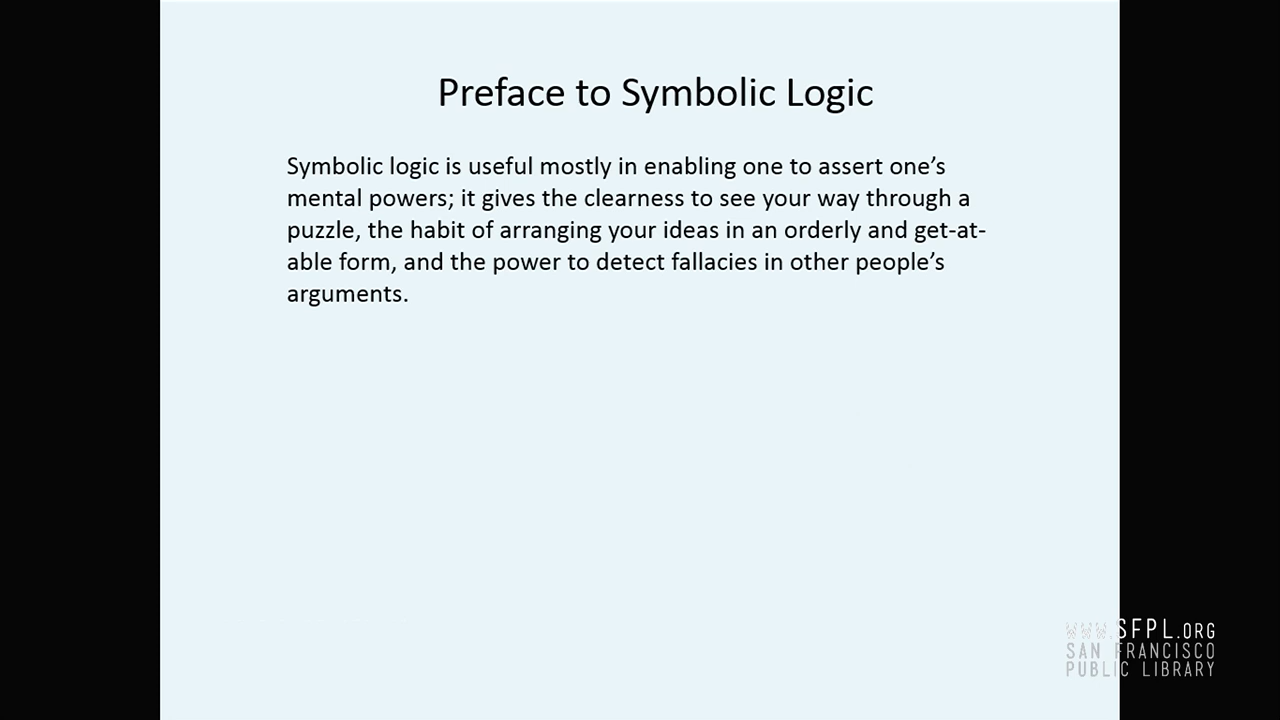 Preface to Symbolic Logic
Symbolic logic is useful mostly in enabling one to assert one’s
mental powers; it gives the clearness to see your way through a
puzzle, the habit of arranging your ideas in an orderly and get-at-
able form, and the power to detect fallacies in other people’s
arguments.
WWW.SFPL.ORG
SAN FRANCISCO
PUBLIC LIBRARY